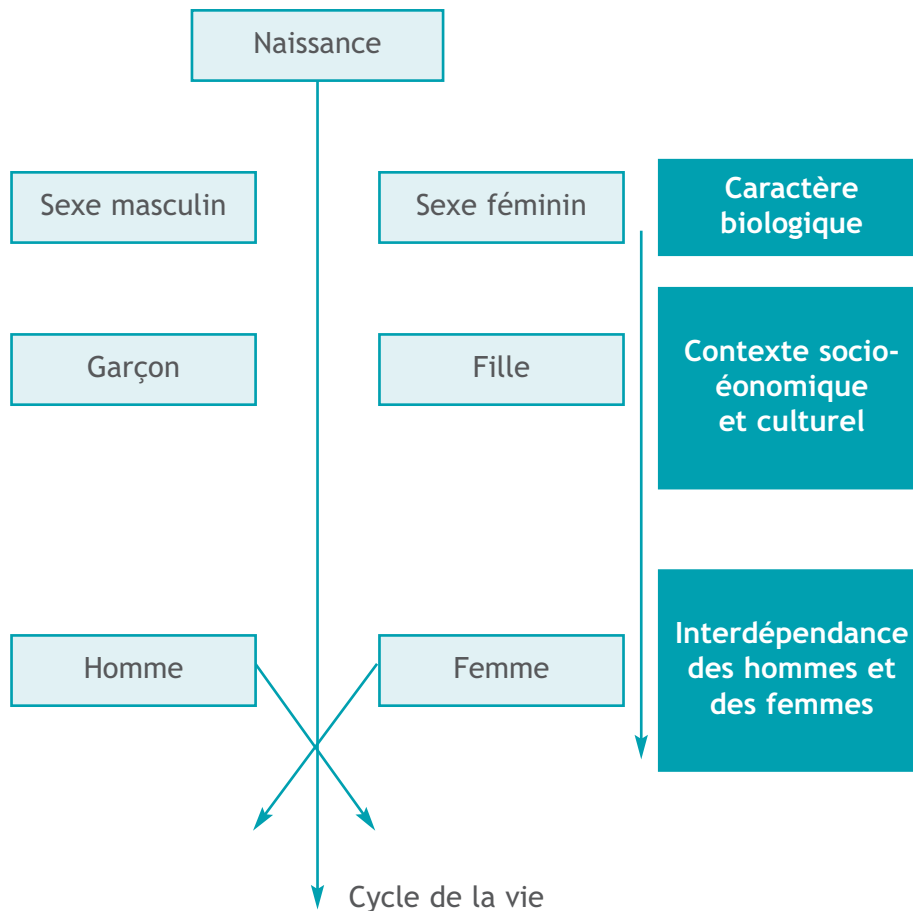 Naissance
Sexe masculin
Sexe féminin
Caractère
biologique
Garçon
Fille
Contexte socio-
éonomique
et culturel
Homme
Femme
Interdépendance
des hommes et
des femmes
Cycle de la vie